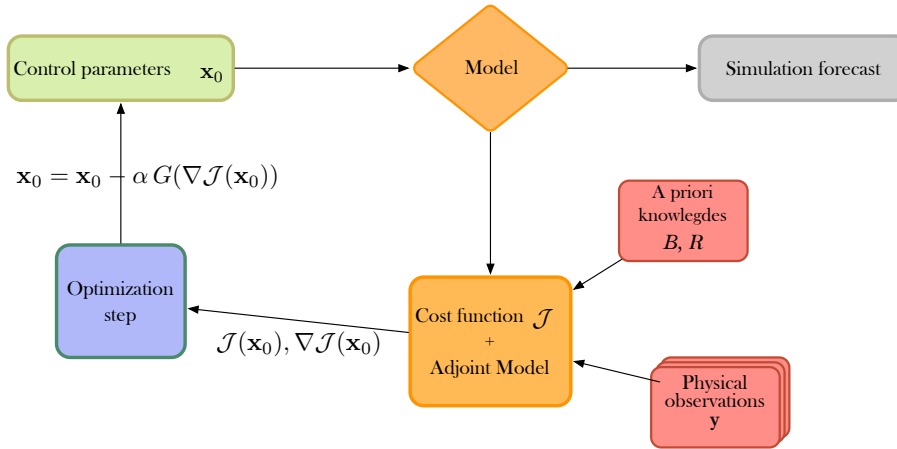 Control parameters x₀
Model
Simulation forecast
x₀ = x₀ − α G(∇𝒥(x₀))
A priori
knowlegdes
B, R
Optimization
step
𝒥(x₀), ∇𝒥(x₀)
Cost function 𝒥
+
Adjoint Model
Physical
observations
y